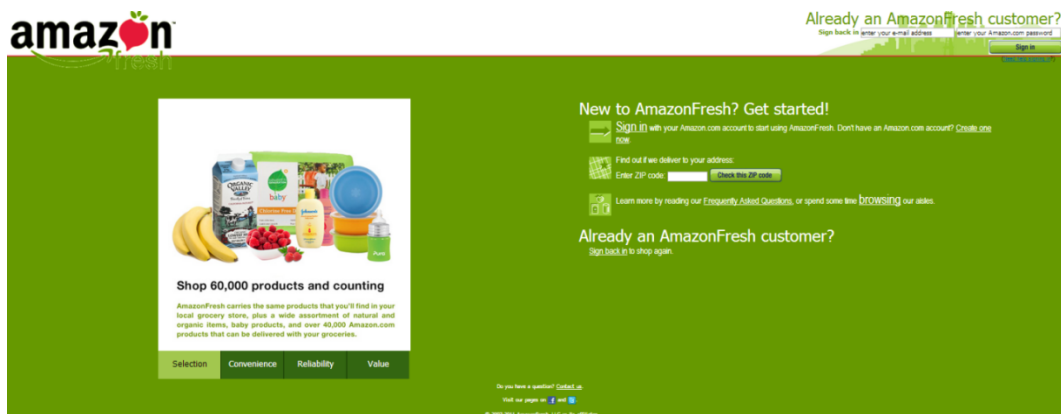 amazon
fresh
Already an AmazonFresh customer?
Sign back in enter your e-mail address enter your Amazon.com password
Sign in
New to AmazonFresh? Get started!
Sign in with your Amazon.com account to start using AmazonFresh. Don't have an Amazon.com account? Create one
now.
Find out if we deliver to your address:
Enter ZIP code: Check this ZIP code
Learn more by reading our Frequently Asked Questions, or spend some time browsing our aisles.
Already an AmazonFresh customer?
Sign back in to shop again.
ORGANIC
VALLEY
baby
Johnson's
Pura
Shop 60,000 products and counting
AmazonFresh carries the same products that you'll find in your
local grocery store, plus a wide assortment of natural and
organic items, baby products, and over 40,000 Amazon.com
products that can be delivered with your groceries.
Selection Convenience Reliability Value
Do you have a question? Contact us.
Visit our pages on f and